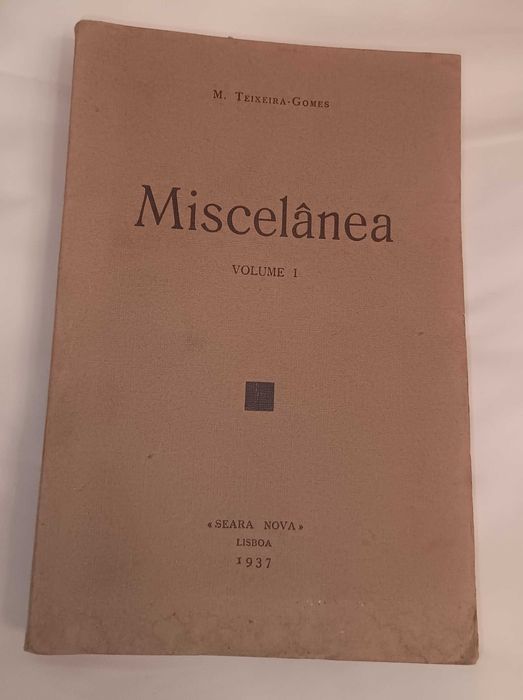 M. TEIXEIRA-GOMES
Miscelânea
VOLUME I
«SEARA NOVA»
LISBOA
1937